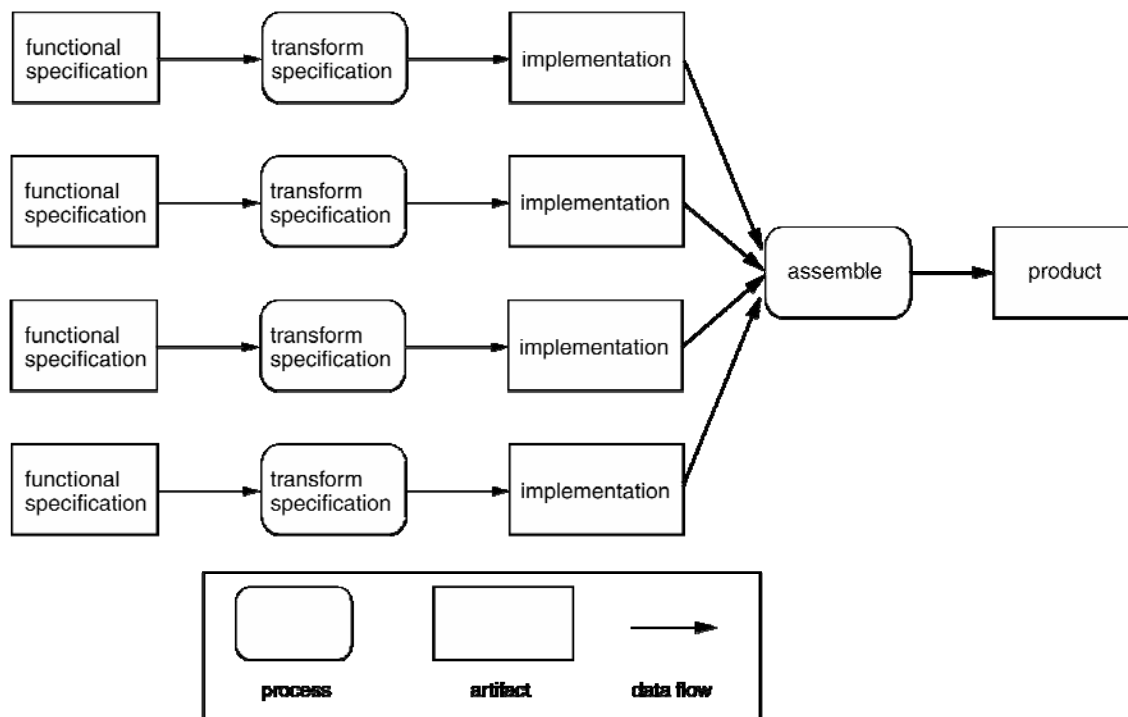 functional
specification
transform
specification
implementation
functional
specification
transform
specification
implementation
assemble
product
functional
specification
transform
specification
implementation
functional
specification
transform
specification
implementation
process
artifact
data flow